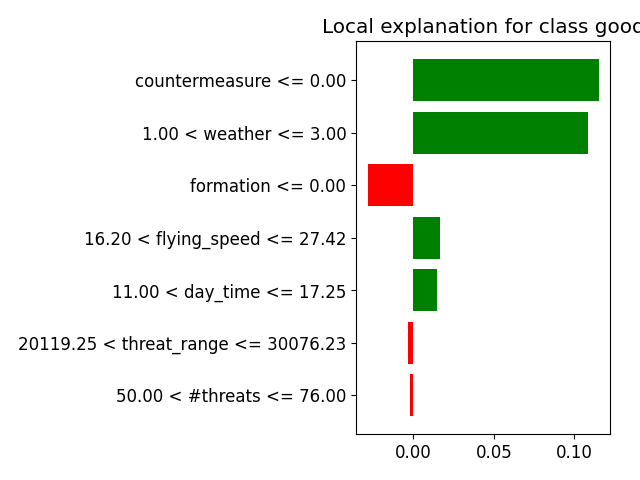 Local explanation for class good
countermeasure <= 0.00
1.00 < weather <= 3.00
formation <= 0.00
16.20 < flying_speed <= 27.42
11.00 < day_time <= 17.25
20119.25 < threat_range <= 30076.23
50.00 < #threats <= 76.00
0.00 0.05 0.10